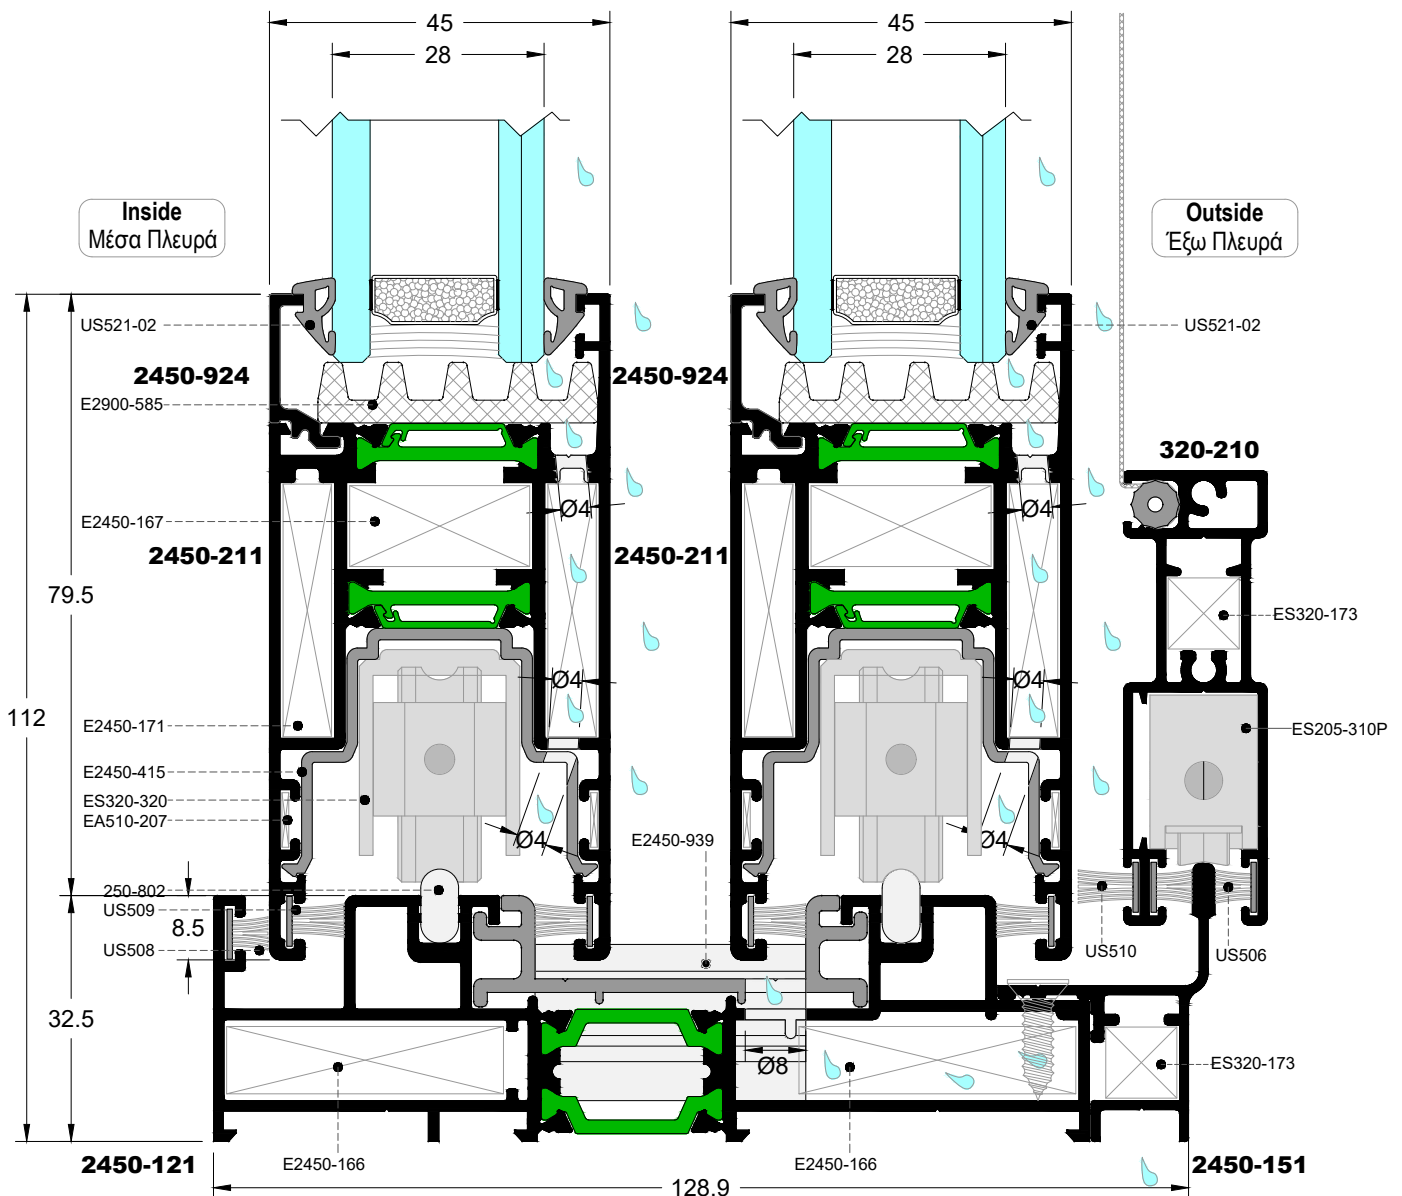 45
45
28
28
Inside
Μέσα Πλευρά
Outside
Έξω Πλευρά
US521-02
US521-02
2450-924
2450-924
E2900-585
320-210
E2450-167
Ø4
Ø4
2450-211
2450-211
79.5
ES320-173
Ø4
Ø4
112
E2450-171
ES205-310P
E2450-415
ES320-320
EA510-207
Ø4
E2450-939
Ø4
250-802
US509
8.5
US508
US510
US506
32.5
Ø8
ES320-173
2450-121
E2450-166
E2450-166
2450-151
128.9